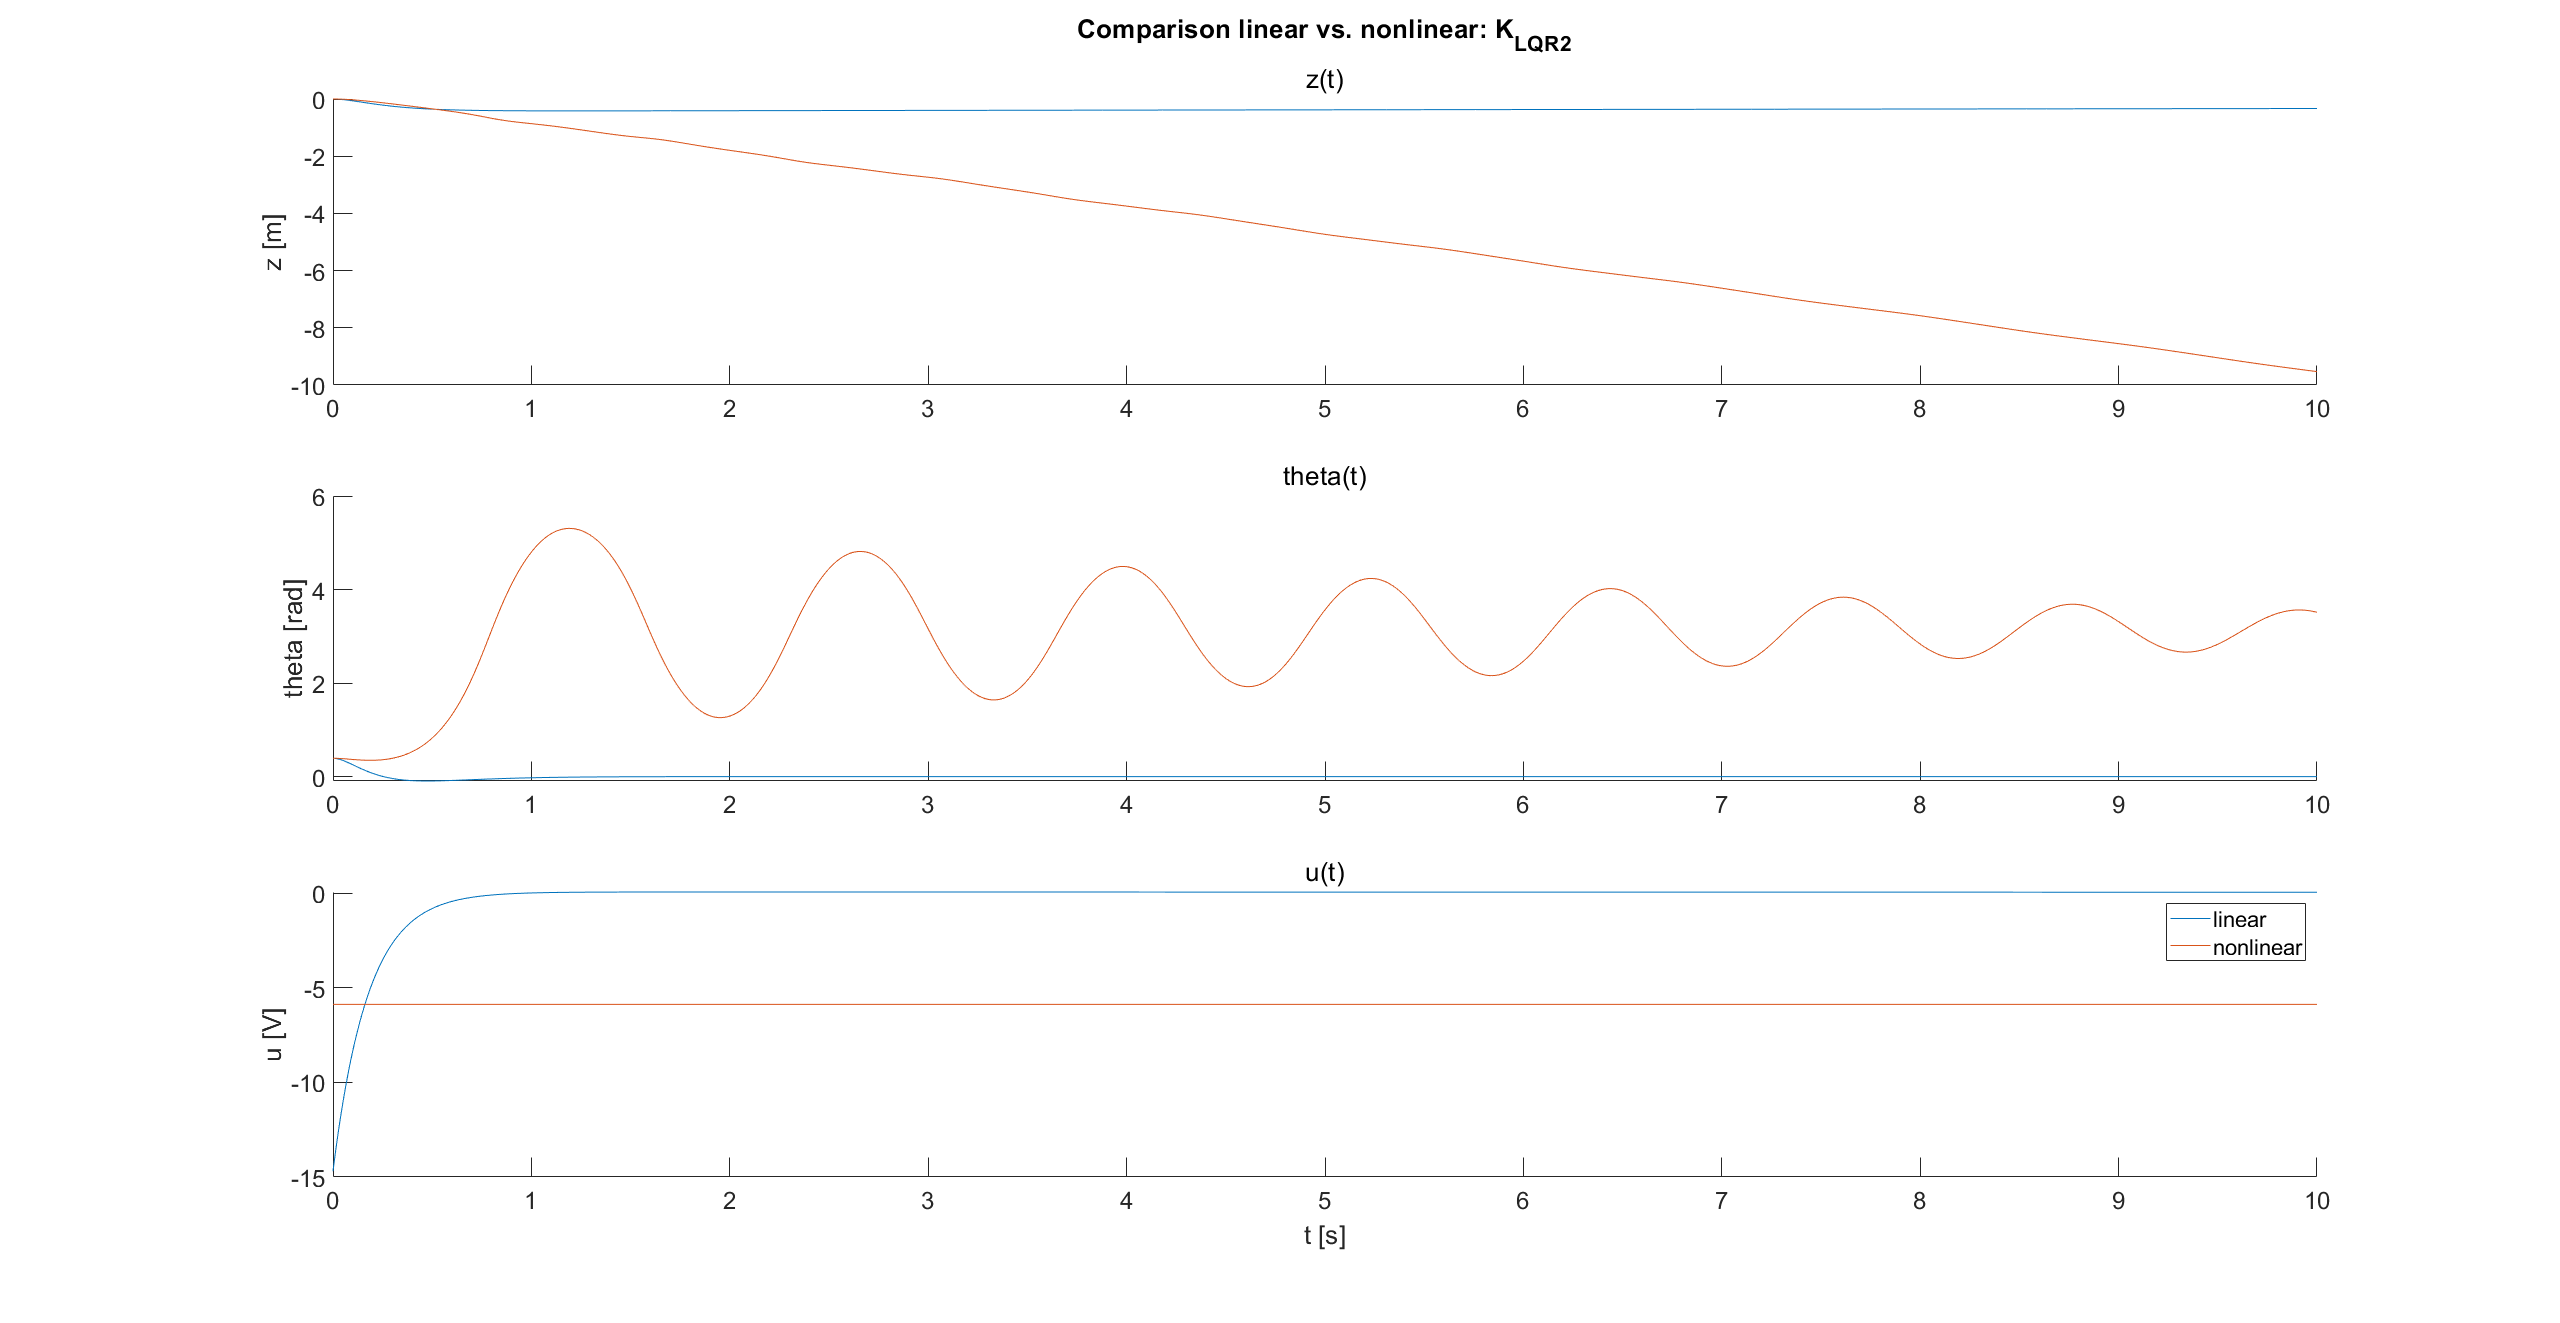 Comparison linear vs. nonlinear: K_LQR2
z(t)
0
-2
-4
-6
-8
-10
z [m]
0 1 2 3 4 5 6 7 8 9 10
theta(t)
6
4
2
0
theta [rad]
0 1 2 3 4 5 6 7 8 9 10
u(t)
0
-5
-10
-15
u [V]
linear
nonlinear
0 1 2 3 4 5 6 7 8 9 10
t [s]